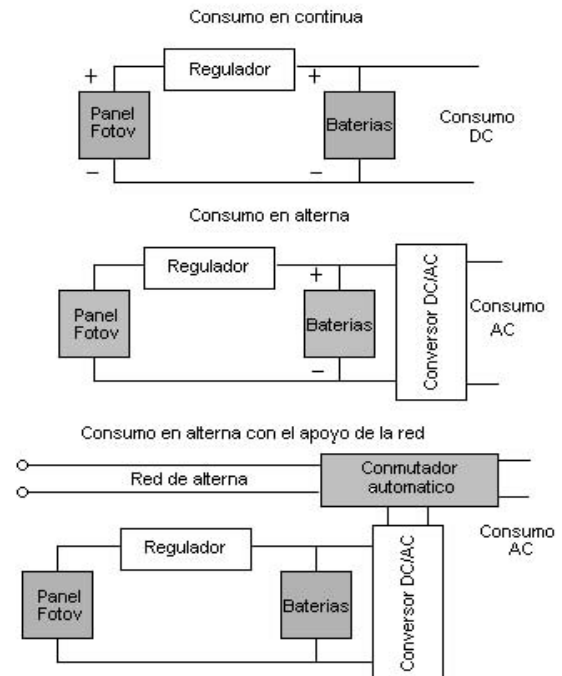 Consumo en continua
+
Regulador
+
Panel
Fotov
Baterias
Consumo
DC
–
–
Consumo en alterna
Regulador
+
Panel
Fotov
Baterias
Conversor DC/AC
Consumo
AC
–
Consumo en alterna con el apoyo de la red
Red de alterna
Conmutador
automatico
Regulador
Consumo
AC
Panel
Fotov
Baterias
Conversor DC/AC